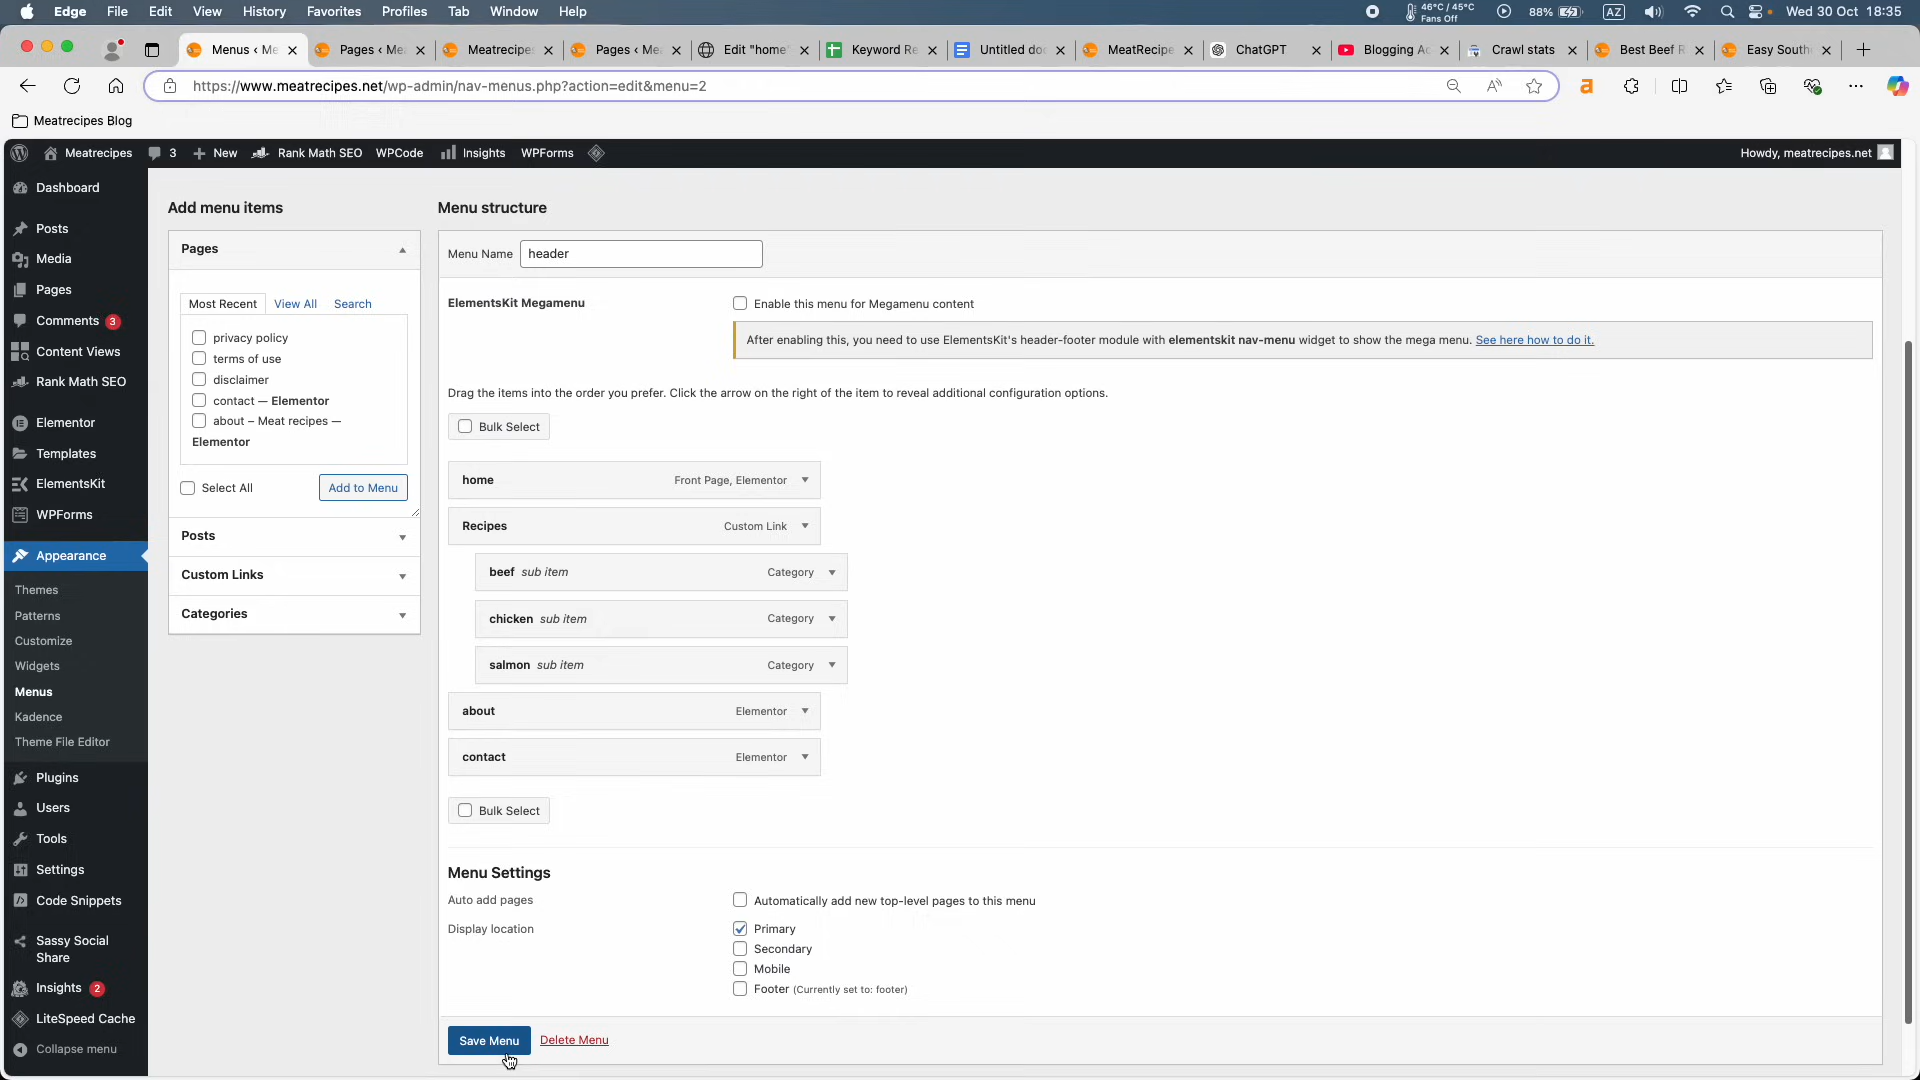 Edge File Edit View History Favorites Profiles Tab Window Help
46°C / 45°C
Fans Off
88% AZ Wed 30 Oct 18:35
Menus ‹ Me Pages ‹ Me Meatrecipes Pages ‹ Me Edit "home" Keyword Re Untitled do MeatRecipe ChatGPT Blogging A Crawl stats Best Beef R Easy South
https://www.meatrecipes.net/wp-admin/nav-menus.php?action=edit&menu=2
Meatrecipes Blog
Meatrecipes 3 New Rank Math SEO WPCode Insights WPForms
Howdy, meatrecipes.net
Dashboard
Posts
Media
Pages
Comments 3
Content Views
Rank Math SEO
Elementor
Templates
ElementsKit
WPForms
Appearance
Themes
Patterns
Customize
Widgets
Menus
Kadence
Theme File Editor
Plugins
Users
Tools
Settings
Code Snippets
Sassy Social
Share
Insights 2
LiteSpeed Cache
Collapse menu
Add menu items
Pages
Most Recent View All Search
privacy policy
terms of use
disclaimer
contact — Elementor
about – Meat recipes —
Elementor
Select All Add to Menu
Posts
Custom Links
Categories
Menu structure
Menu Name header
ElementsKit Megamenu Enable this menu for Megamenu content
After enabling this, you need to use ElementsKit's header-footer module with elementskit nav-menu widget to show the mega menu. See here how to do it.
Drag the items into the order you prefer. Click the arrow on the right of the item to reveal additional configuration options.
Bulk Select
home Front Page, Elementor
Recipes Custom Link
beef sub item Category
chicken sub item Category
salmon sub item Category
about Elementor
contact Elementor
Bulk Select
Menu Settings
Auto add pages Automatically add new top-level pages to this menu
Display location Primary
Secondary
Mobile
Footer (Currently set to: footer)
Save Menu Delete Menu